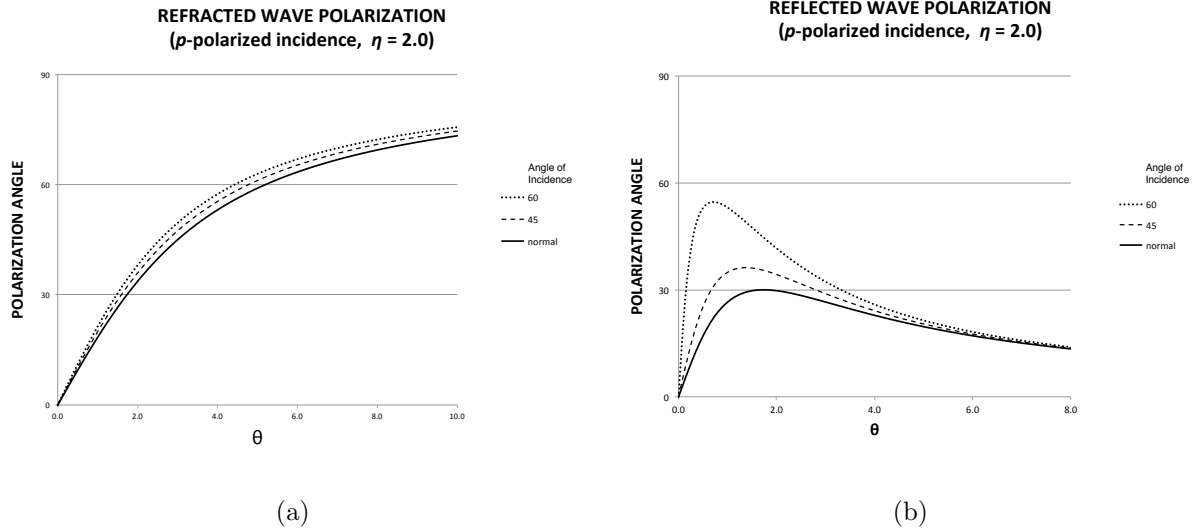 REFRACTED WAVE POLARIZATION
(p-polarized incidence, η = 2.0)
90
60
30
0
0.0 2.0 4.0 6.0 8.0 10.0
POLARIZATION ANGLE
θ
Angle of
Incidence
60
45
normal
(a)
REFLECTED WAVE POLARIZATION
(p-polarized incidence, η = 2.0)
90
60
30
0
0.0 2.0 4.0 6.0 8.0
POLARIZATION ANGLE
θ
Angle of
Incidence
60
45
normal
(b)